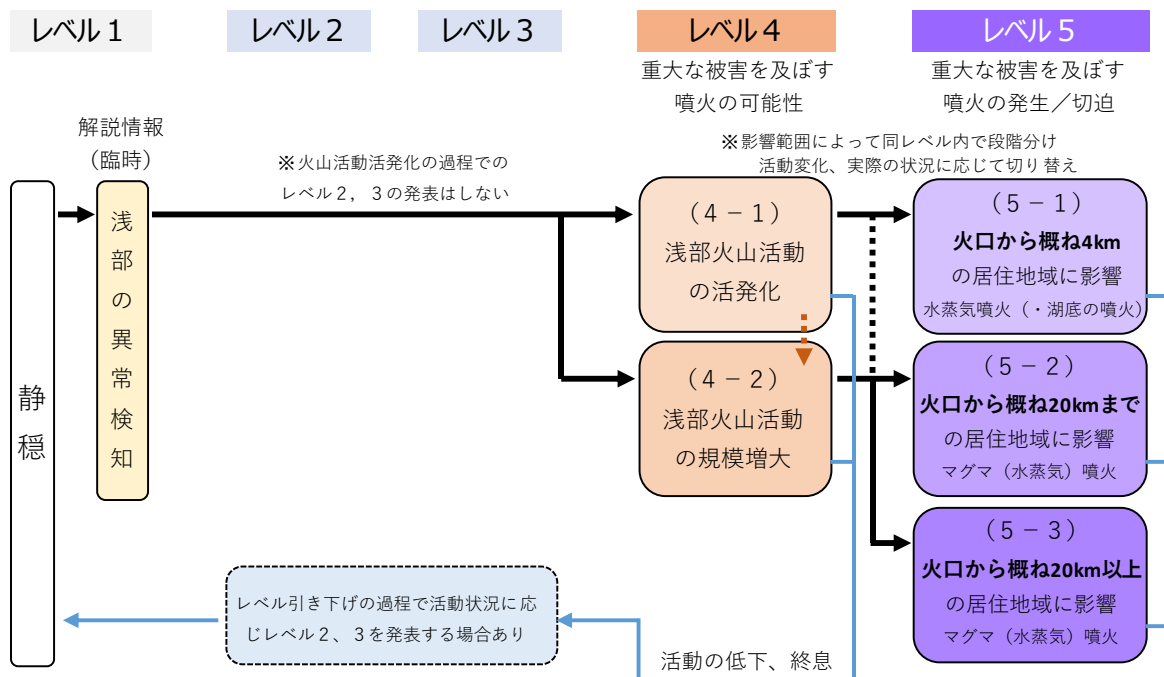 レベル１
レベル２
レベル３
レベル４
レベル５
重大な被害を及ぼす
噴火の可能性
重大な被害を及ぼす
噴火の発生／切迫
解説情報
（臨時）
※火山活動活発化の過程での
レベル２，３の発表はしない
※影響範囲によって同レベル内で段階分け
活動変化、実際の状況に応じて切り替え
静穏
浅部の異常検知
（４－１）
浅部火山活動
の活発化
（４－２）
浅部火山活動
の規模増大
（５－１）
火口から概ね4km
の居住地域に影響
水蒸気噴火（・湖底の噴火）
（５－２）
火口から概ね20kmまで
の居住地域に影響
マグマ（水蒸気）噴火
（５－３）
火口から概ね20km以上
の居住地域に影響
マグマ（水蒸気）噴火
レベル引き下げの過程で活動状況に応
じレベル２、３を発表する場合あり
活動の低下、終息